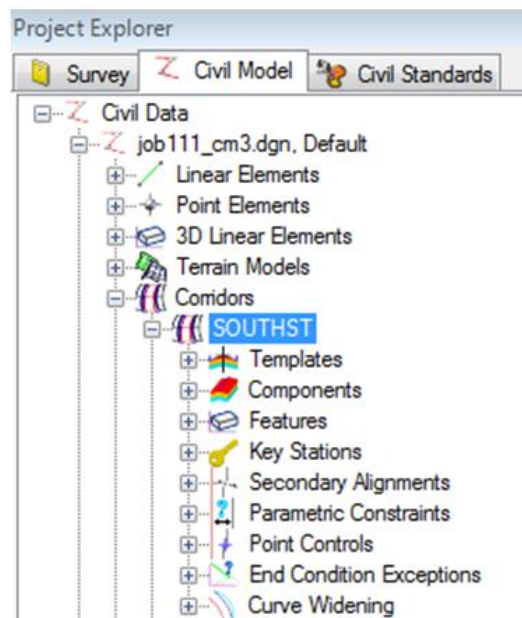 Project Explorer
Survey Civil Model Civil Standards
Civil Data
job111_cm3.dgn, Default
Linear Elements
Point Elements
3D Linear Elements
Terrain Models
Corridors
SOUTHST
Templates
Components
Features
Key Stations
Secondary Alignments
Parametric Constraints
Point Controls
End Condition Exceptions
Curve Widening